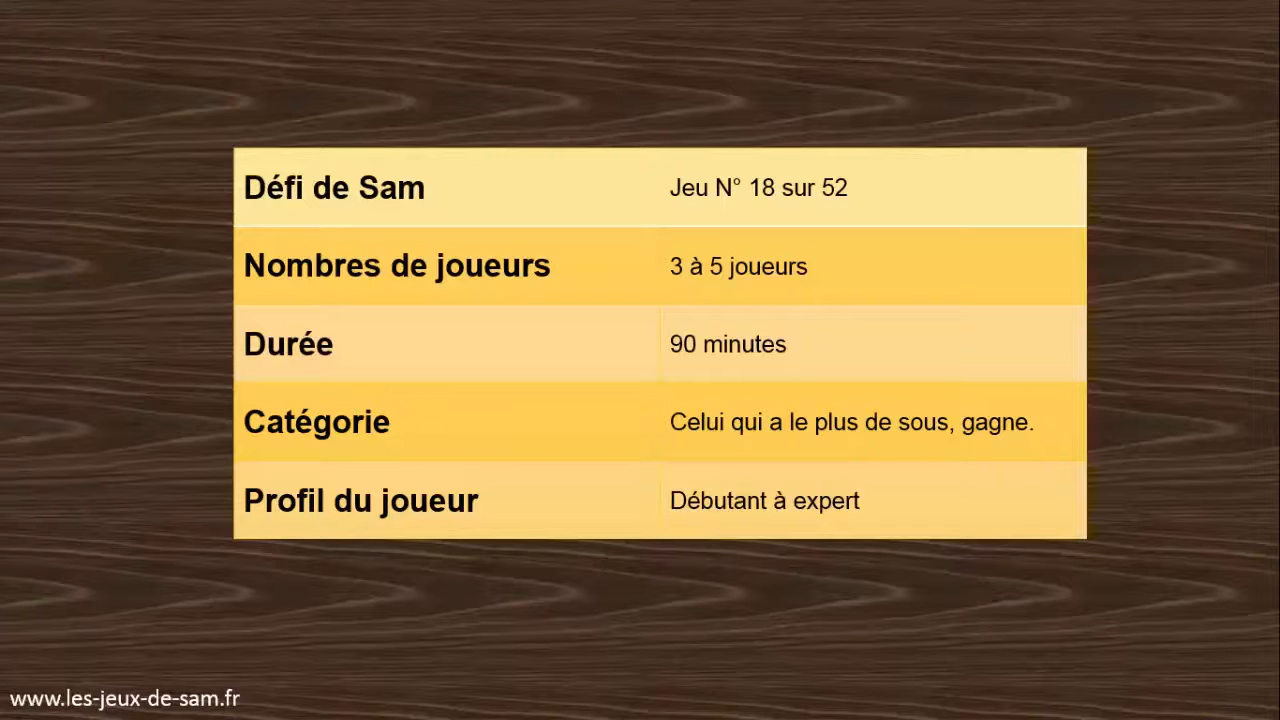 Défi de Sam Jeu N° 18 sur 52
Nombres de joueurs 3 à 5 joueurs
Durée 90 minutes
Catégorie Celui qui a le plus de sous, gagne.
Profil du joueur Débutant à expert
www.les-jeux-de-sam.fr